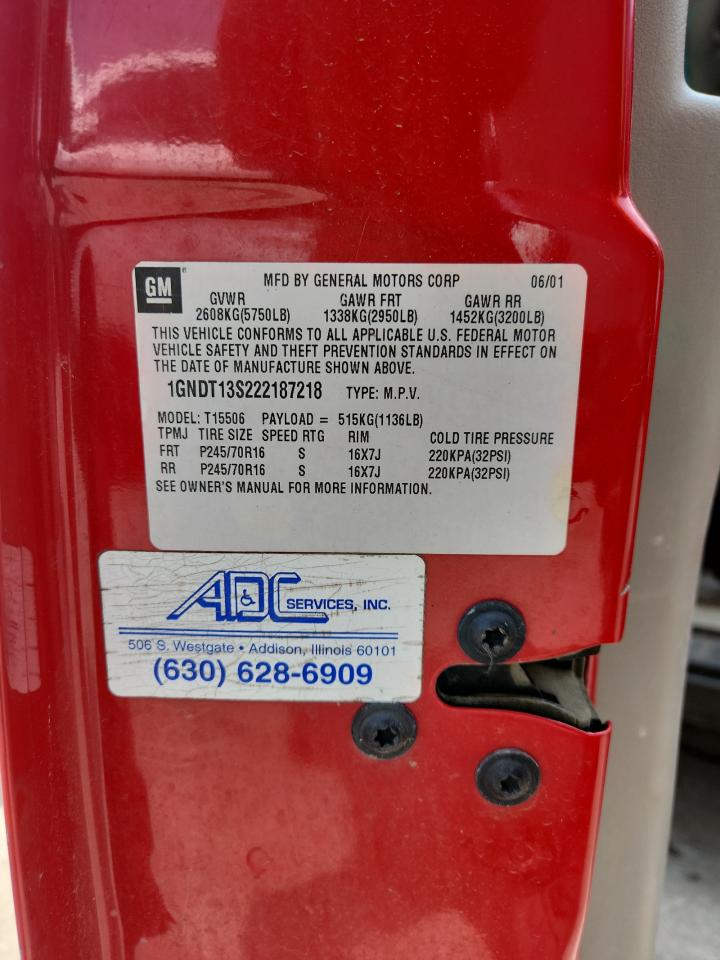 GM
MFD BY GENERAL MOTORS CORP 06/01
GVWR GAWR FRT GAWR RR
2608KG(5750LB) 1338KG(2950LB) 1452KG(3200LB)
THIS VEHICLE CONFORMS TO ALL APPLICABLE U.S. FEDERAL MOTOR
VEHICLE SAFETY AND THEFT PREVENTION STANDARDS IN EFFECT ON
THE DATE OF MANUFACTURE SHOWN ABOVE.
1GNDT13S222187218 TYPE: M.P.V.
MODEL: T15506 PAYLOAD = 515KG(1136LB)
TPMJ TIRE SIZE SPEED RTG RIM COLD TIRE PRESSURE
FRT P245/70R16 S 16X7J 220KPA(32PSI)
RR P245/70R16 S 16X7J 220KPA(32PSI)
SEE OWNER'S MANUAL FOR MORE INFORMATION.
ADC SERVICES, INC.
506 S. Westgate • Addison, Illinois 60101
(630) 628-6909